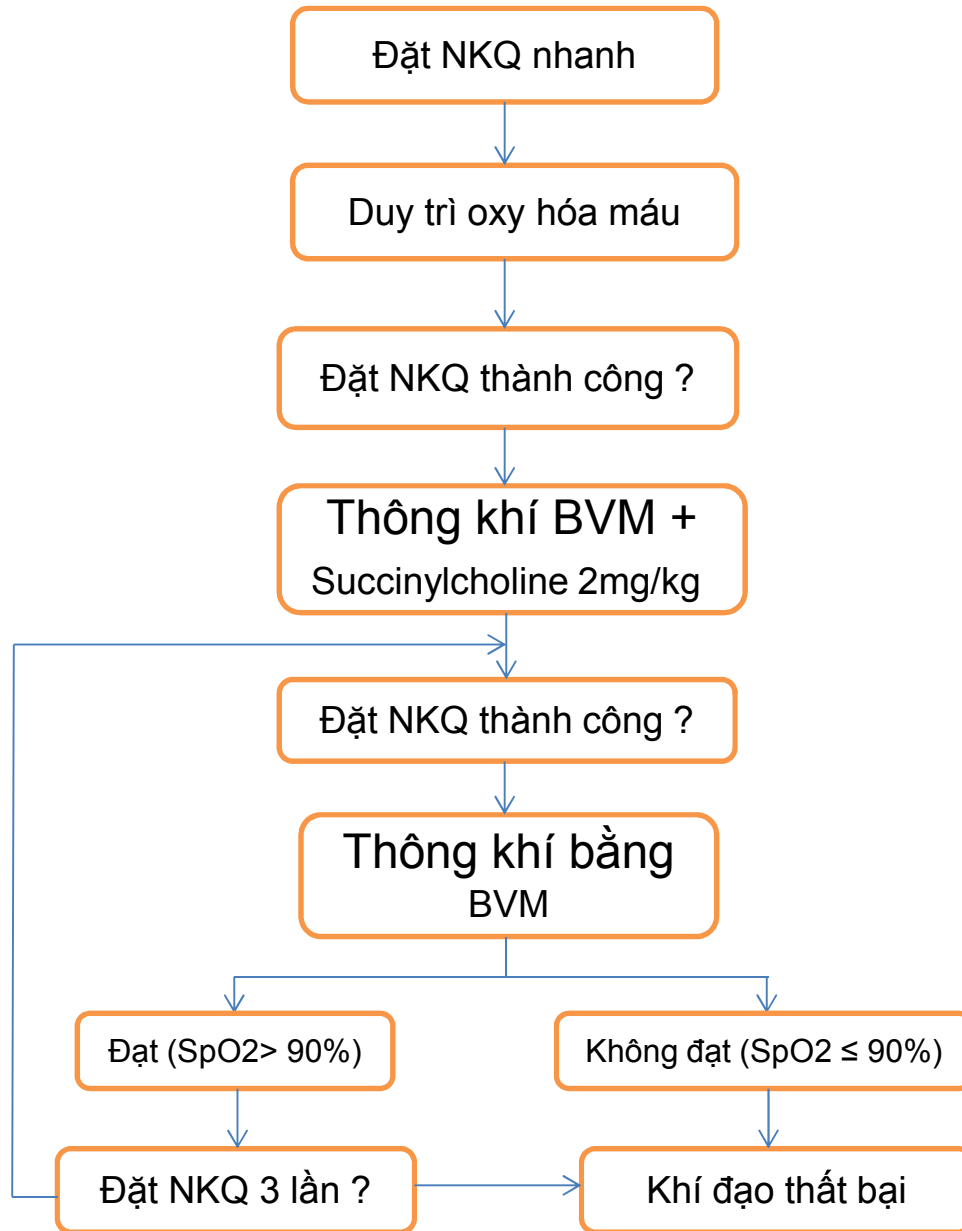 Đặt NKQ nhanh
Duy trì oxy hóa máu
Đặt NKQ thành công ?
Thông khí BVM +
Succinylcholine 2mg/kg
Đặt NKQ thành công ?
Thông khí bằng
BVM
Đạt (SpO2> 90%)
Không đạt (SpO2 ≤ 90%)
Đặt NKQ 3 lần ?
Khí đạo thất bại